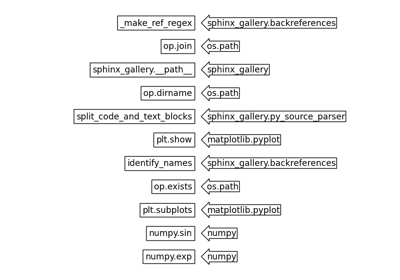 _make_ref_regex sphinx_gallery.backreferences
op.join os.path
sphinx_gallery.__path__ sphinx_gallery
op.dirname os.path
split_code_and_text_blocks sphinx_gallery.py_source_parser
plt.show matplotlib.pyplot
identify_names sphinx_gallery.backreferences
op.exists os.path
plt.subplots matplotlib.pyplot
numpy.sin numpy
numpy.exp numpy